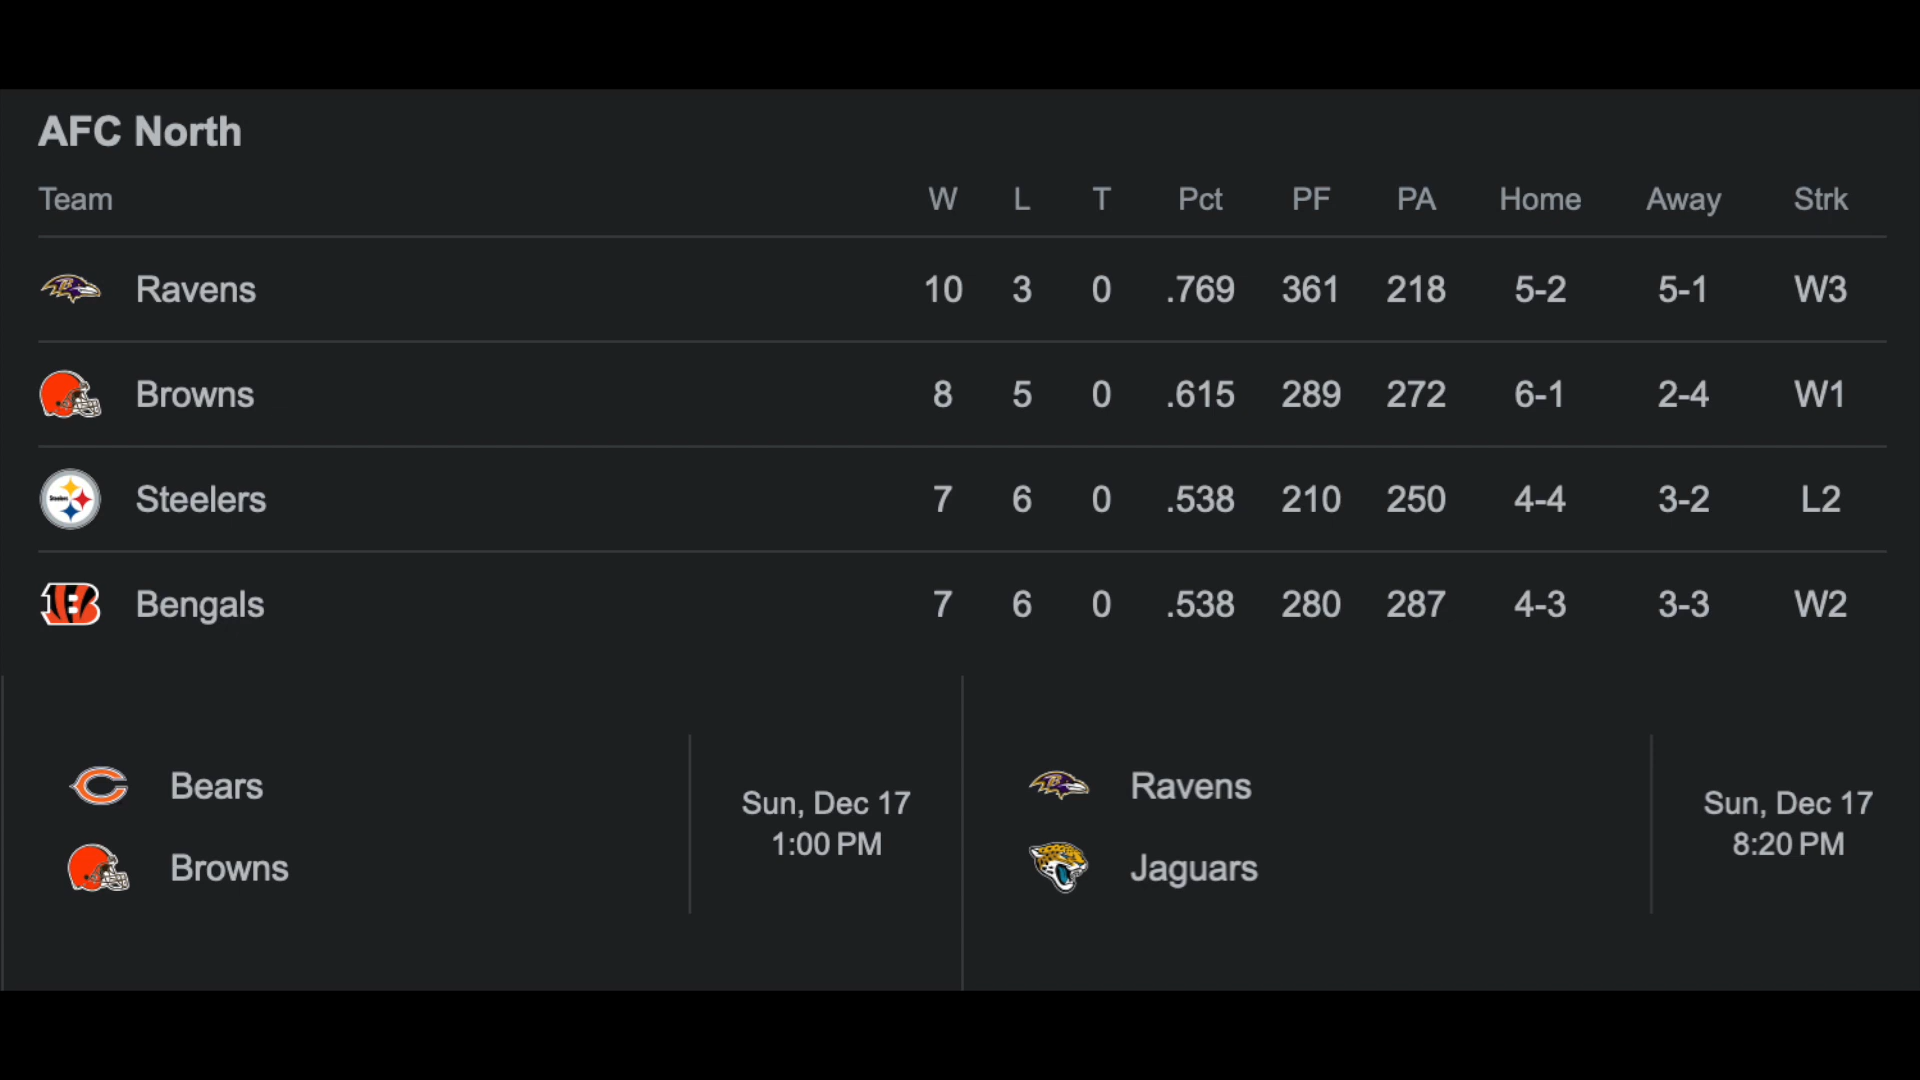 AFC North
Team W L T Pct PF PA Home Away Strk
Ravens 10 3 0 .769 361 218 5-2 5-1 W3
Browns 8 5 0 .615 289 272 6-1 2-4 W1
Steelers 7 6 0 .538 210 250 4-4 3-2 L2
Bengals 7 6 0 .538 280 287 4-3 3-3 W2
Bears
Browns
Sun, Dec 17
1:00 PM
Ravens
Jaguars
Sun, Dec 17
8:20 PM